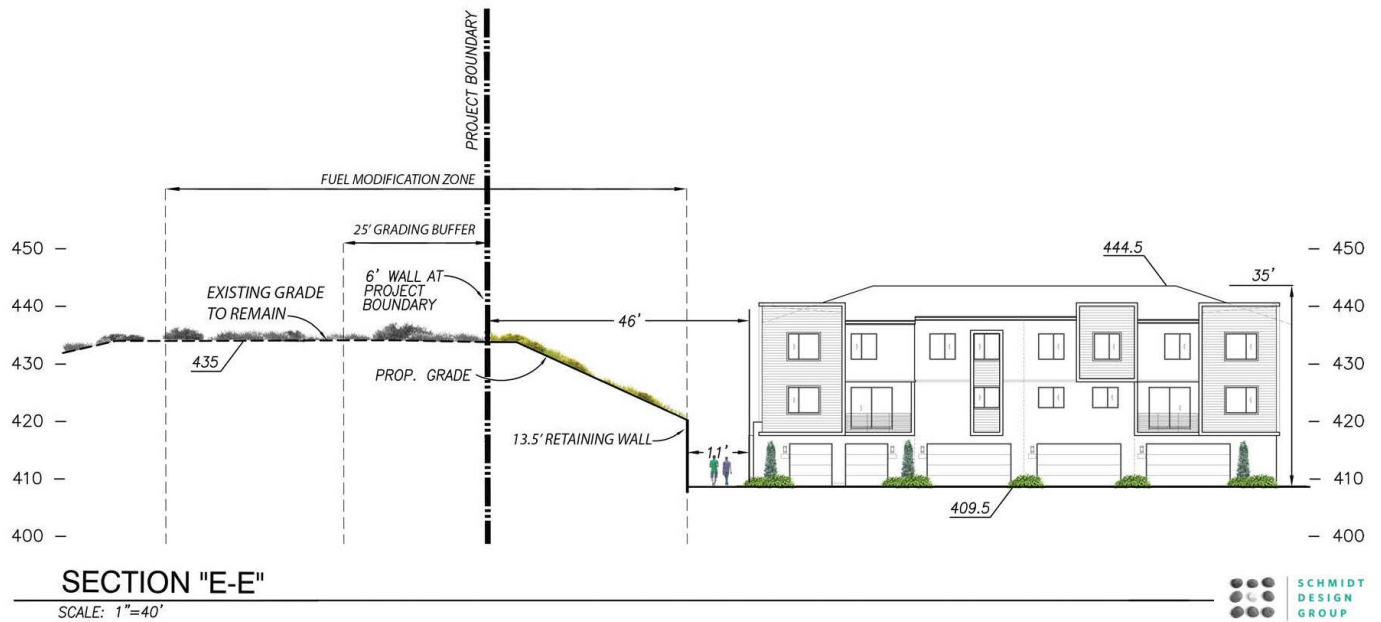 PROJECT BOUNDARY
FUEL MODIFICATION ZONE
25' GRADING BUFFER
450
450
444.5
6' WALL AT
PROJECT
BOUNDARY
35'
EXISTING GRADE
TO REMAIN
440
440
46'
435
430
430
PROP. GRADE
420
420
13.5' RETAINING WALL
11'
410
410
409.5
400
400
SECTION "E-E"
SCALE: 1"=40'
SCHMIDT
DESIGN
GROUP